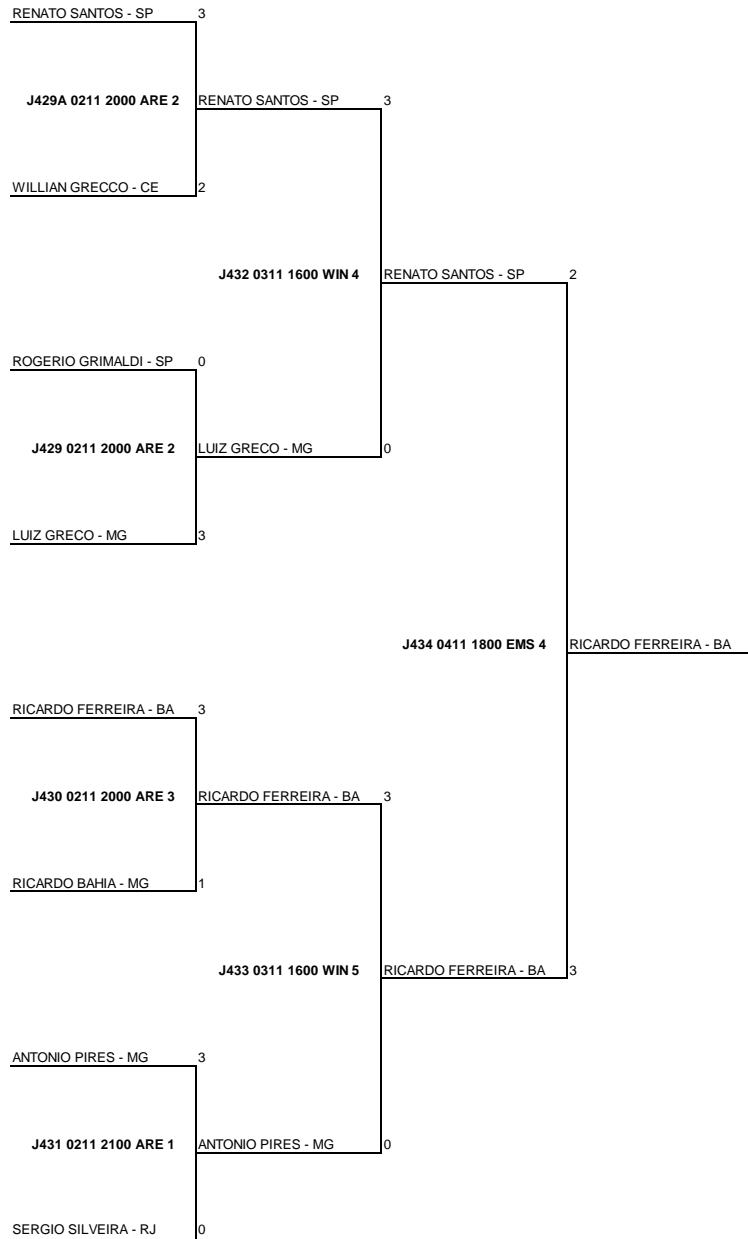 RENATO SANTOS - SP 3
J429A 0211 2000 ARE 2 RENATO SANTOS - SP 3
WILLIAN GRECCO - CE 2
J432 0311 1600 WIN 4 RENATO SANTOS - SP 2
ROGERIO GRIMALDI - SP 0
J429 0211 2000 ARE 2 LUIZ GRECO - MG 0
LUIZ GRECO - MG 3
J434 0411 1800 EMS 4 RICARDO FERREIRA - BA
RICARDO FERREIRA - BA 3
J430 0211 2000 ARE 3 RICARDO FERREIRA - BA 3
RICARDO BAHIA - MG 1
J433 0311 1600 WIN 5 RICARDO FERREIRA - BA 3
ANTONIO PIRES - MG 3
J431 0211 2100 ARE 1 ANTONIO PIRES - MG 0
SERGIO SILVEIRA - RJ 0